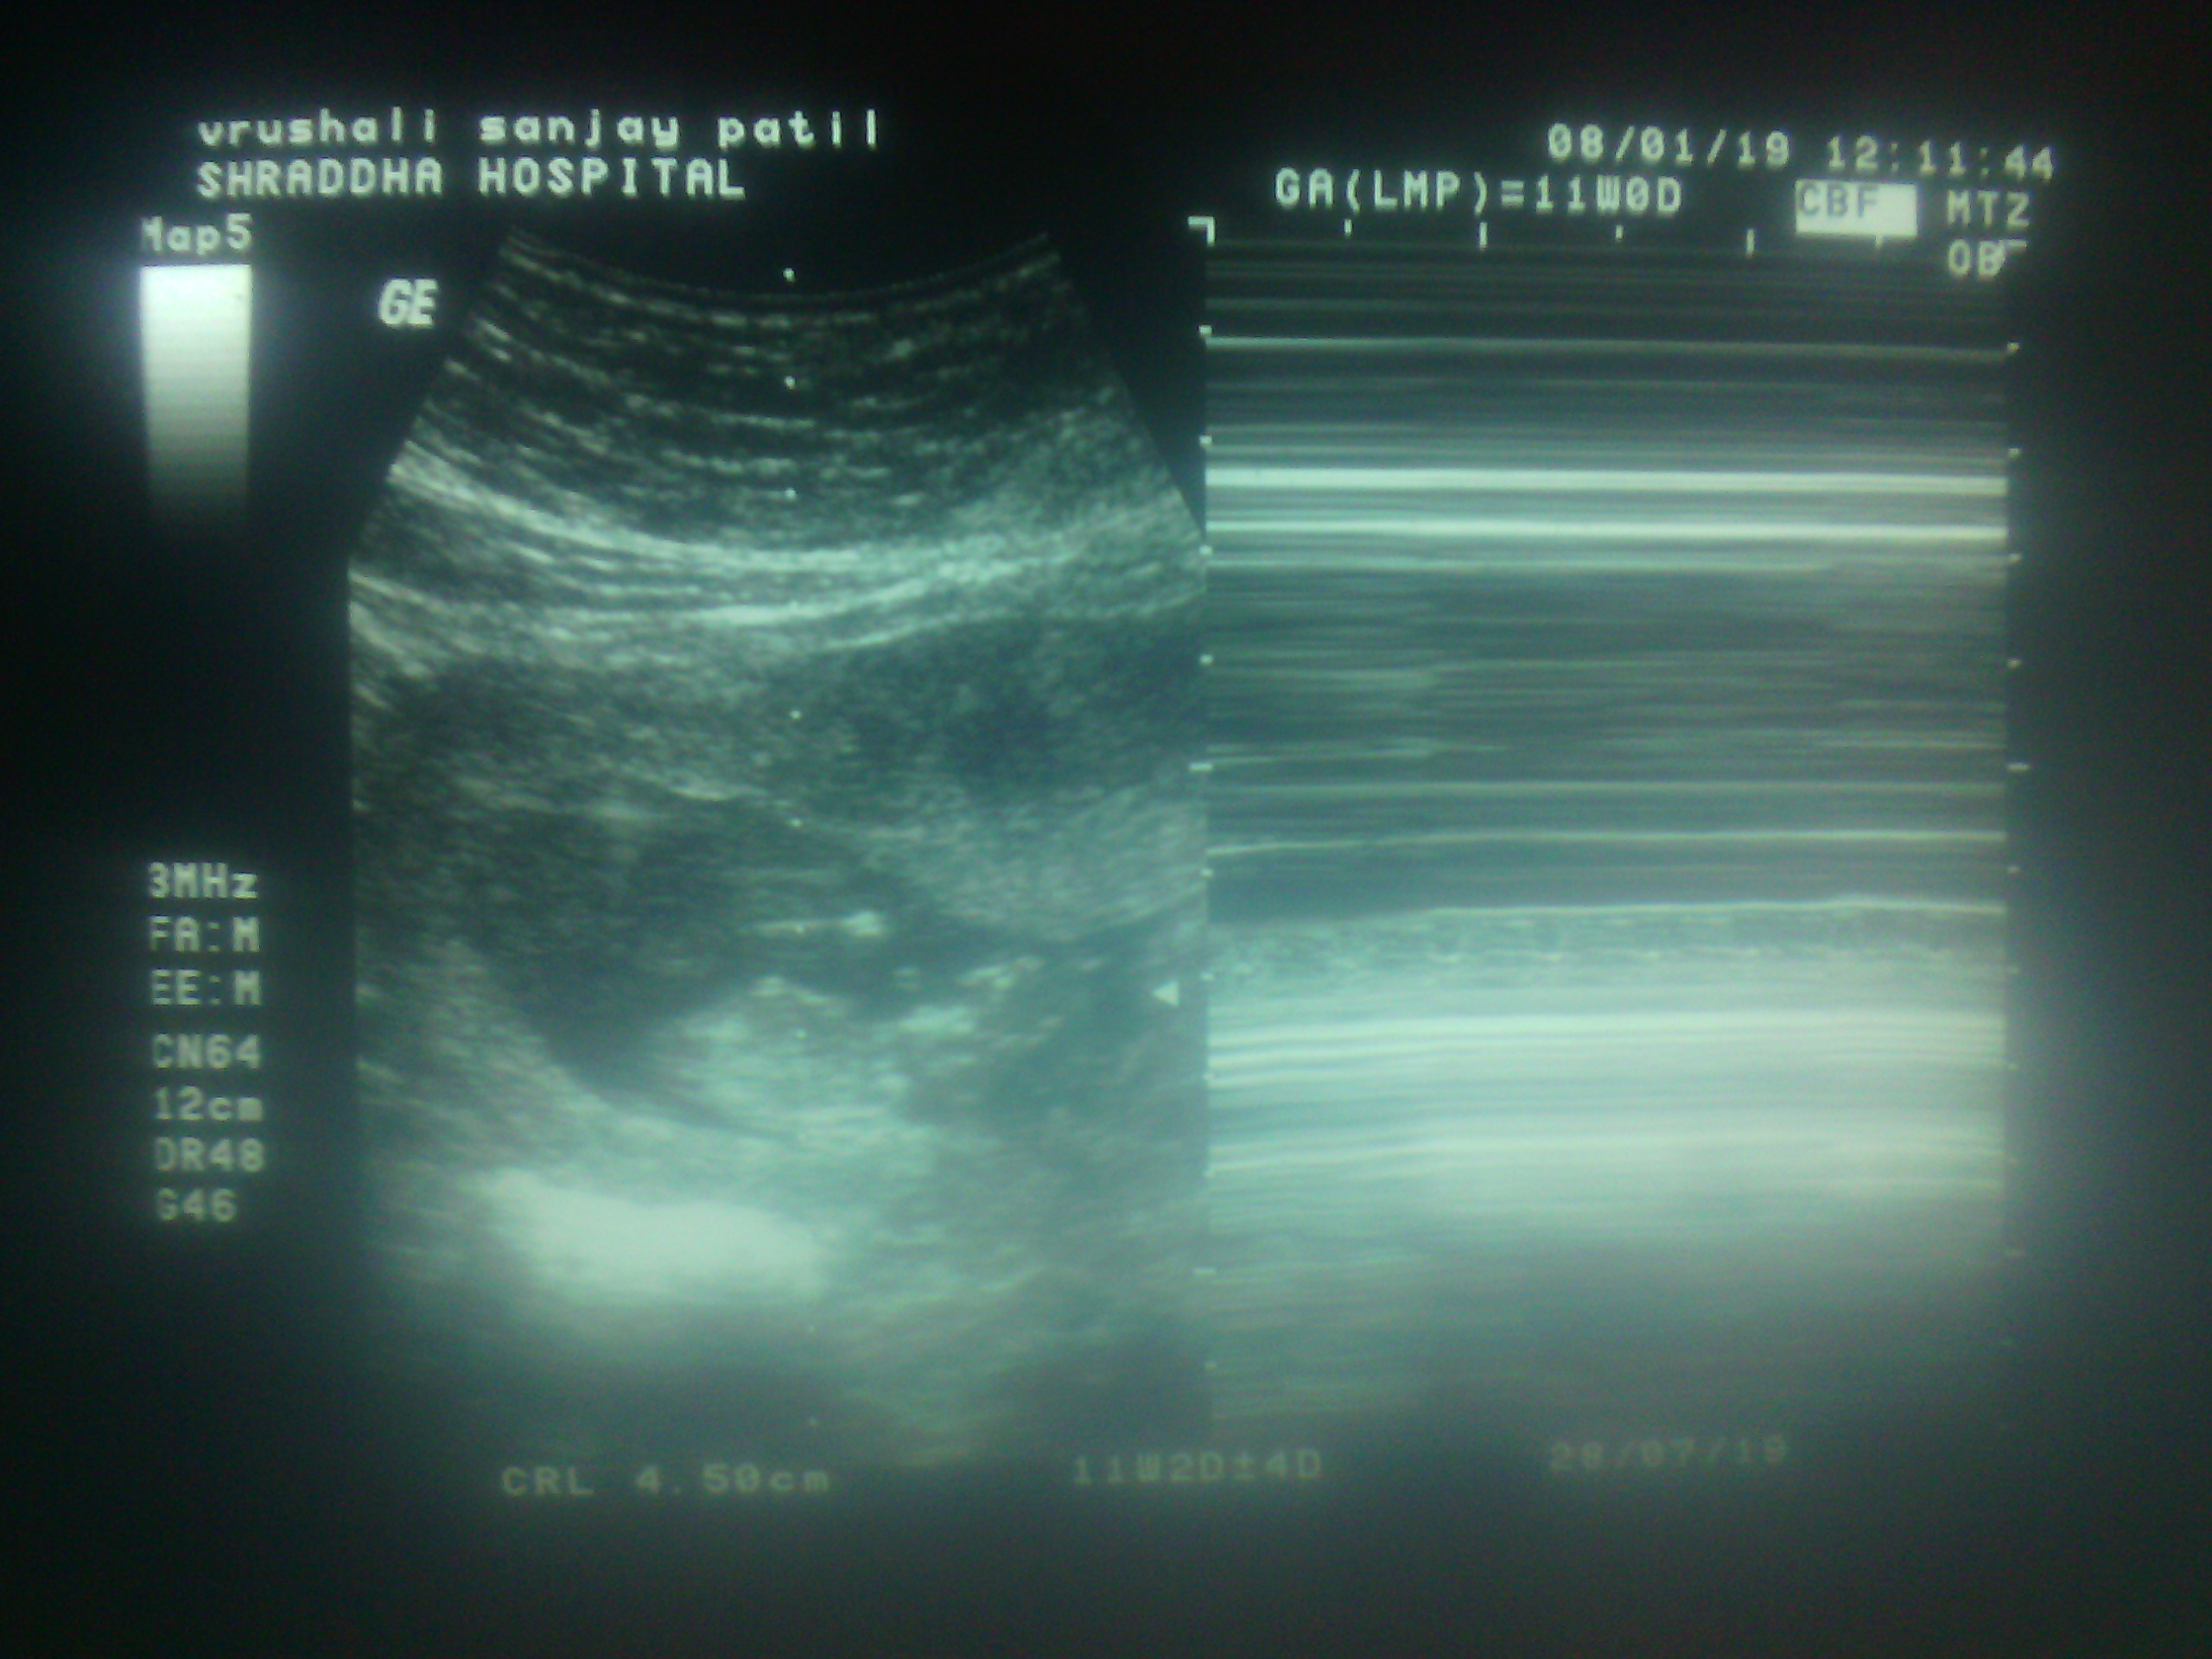 vrushali sanjay patil
SHRADDHA HOSPITAL
08/01/19 12:11:44
GA(LMP)=11W0D
CBF
MTZ
OB
Map5
GE
3MHz
FA:M
EE:M
CN64
12cm
DR48
G46
CRL 4.50cm 11W2D±4D 28/07/19